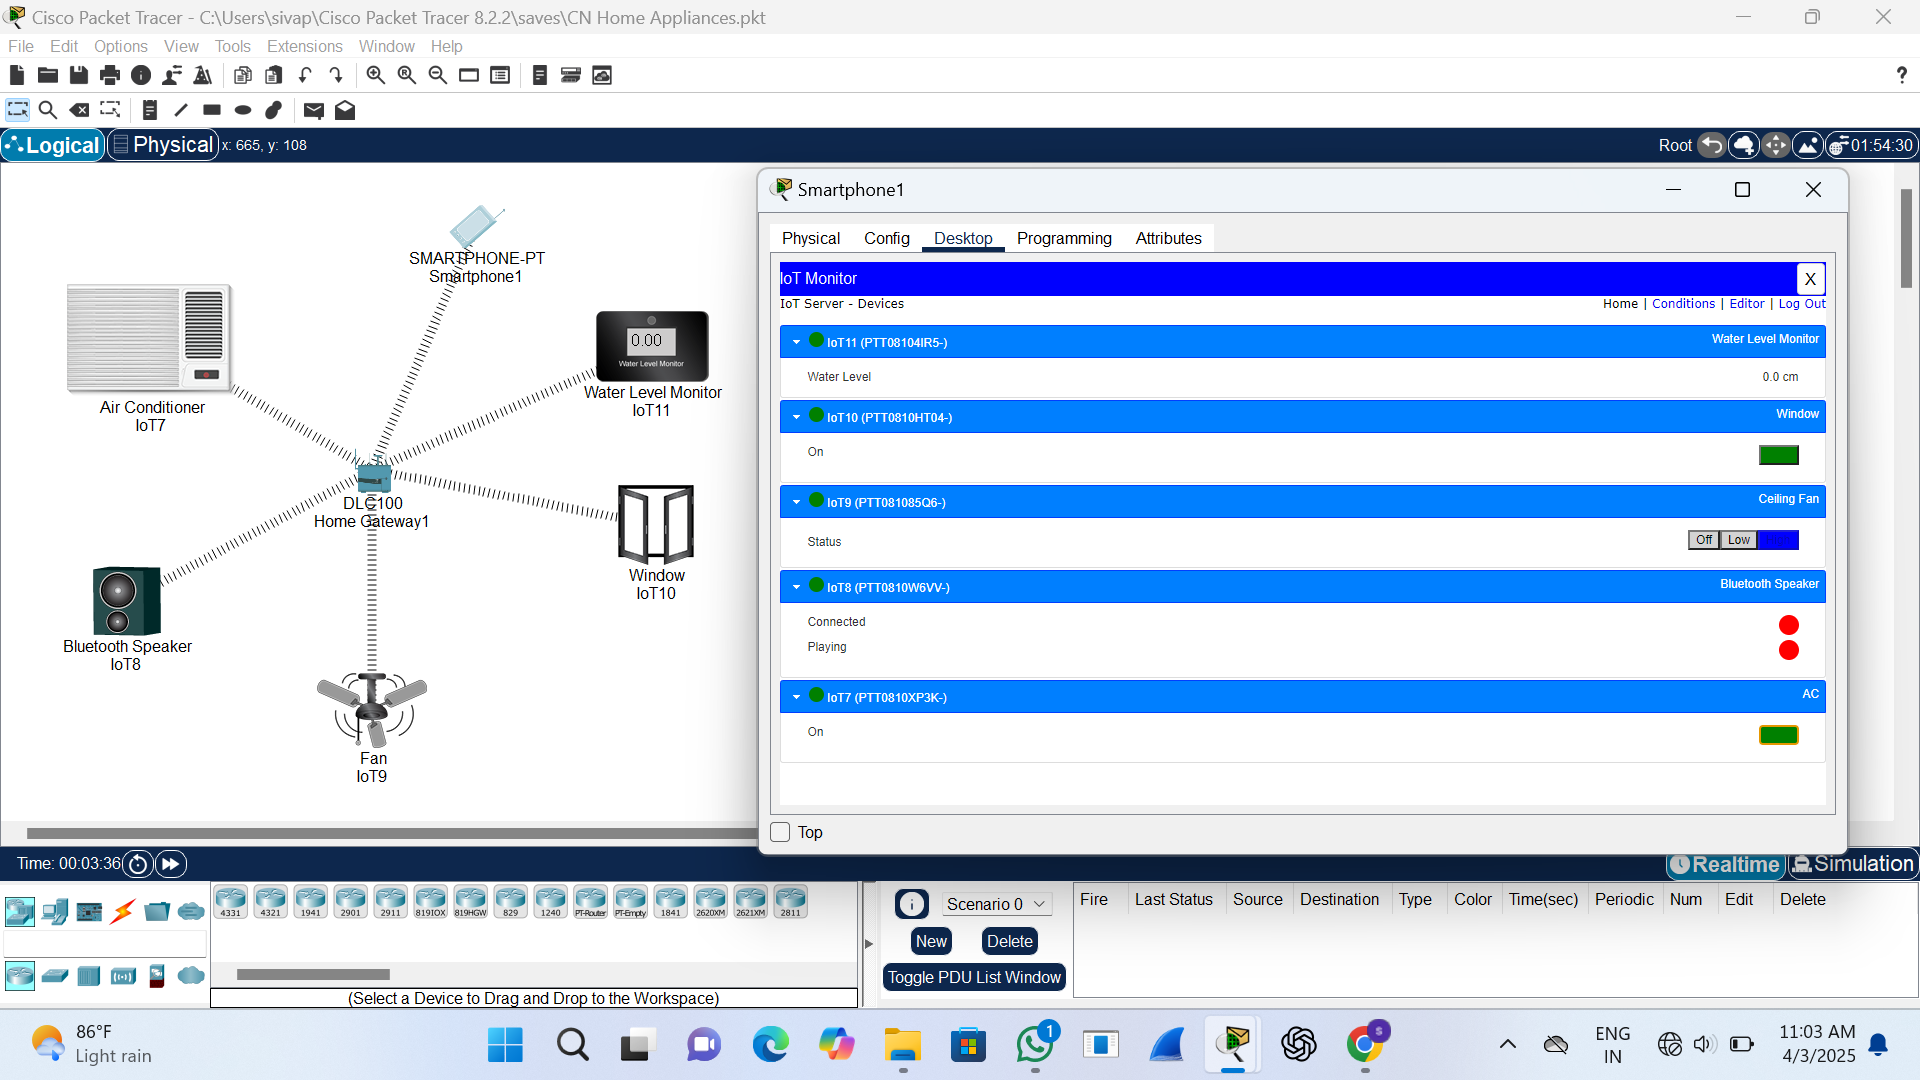 Cisco Packet Tracer - C:\Users\sivap\Cisco Packet Tracer 8.2.2\saves\CN Home Appliances.pkt
File Edit Options View Tools Extensions Window Help
?
Logical Physical x: 665, y: 108 Root 01:54:30
SMARTPHONE-PT
Smartphone1
Air Conditioner
IoT7
0.00
Water Level Monitor
Water Level Monitor
IoT11
DLC100
Home Gateway1
Window
IoT10
Bluetooth Speaker
IoT8
Fan
IoT9
Smartphone1
Physical Config Desktop Programming Attributes
IoT Monitor X
IoT Server - Devices Home | Conditions | Editor | Log Out
IoT11 (PTT08104IR5-) Water Level Monitor
Water Level 0.0 cm
IoT10 (PTT0810HT04-) Window
On
IoT9 (PTT081085Q6-) Ceiling Fan
Status Off Low
IoT8 (PTT0810W6VV-) Bluetooth Speaker
Connected
Playing
IoT7 (PTT0810XP3K-) AC
On
Top
Time: 00:03:36 Realtime Simulation
4331 4321 1941 2901 2911 819IOX 819HGW 829 1240 PT-Router PT-Empty 1841 2620XM 2621XM 2811
(Select a Device to Drag and Drop to the Workspace)
Scenario 0
New Delete
Toggle PDU List Window
Fire Last Status Source Destination Type Color Time(sec) Periodic Num Edit Delete
86°F
Light rain
1
S
ENG
IN
11:03 AM
4/3/2025